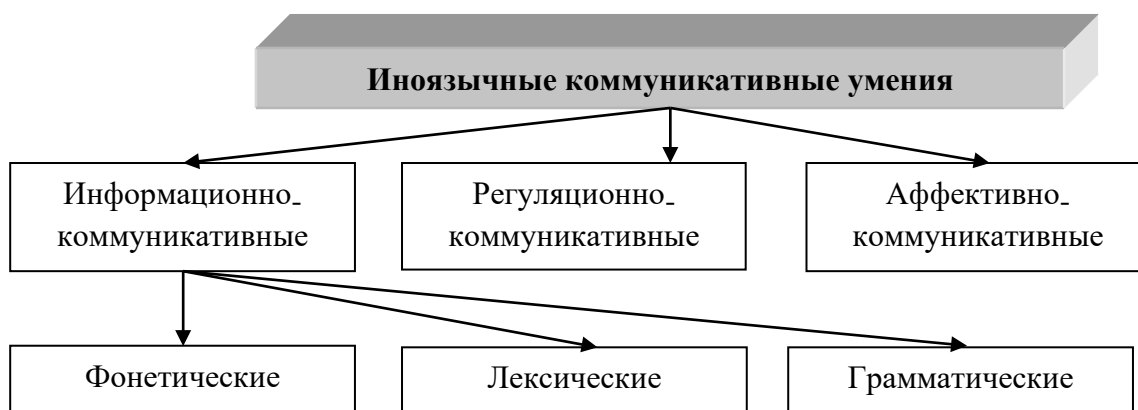 Иноязычные коммуникативные умения
Информационно-
коммуникативные
Регуляционно-
коммуникативные
Аффективно-
коммуникативные
Фонетические
Лексические
Грамматические